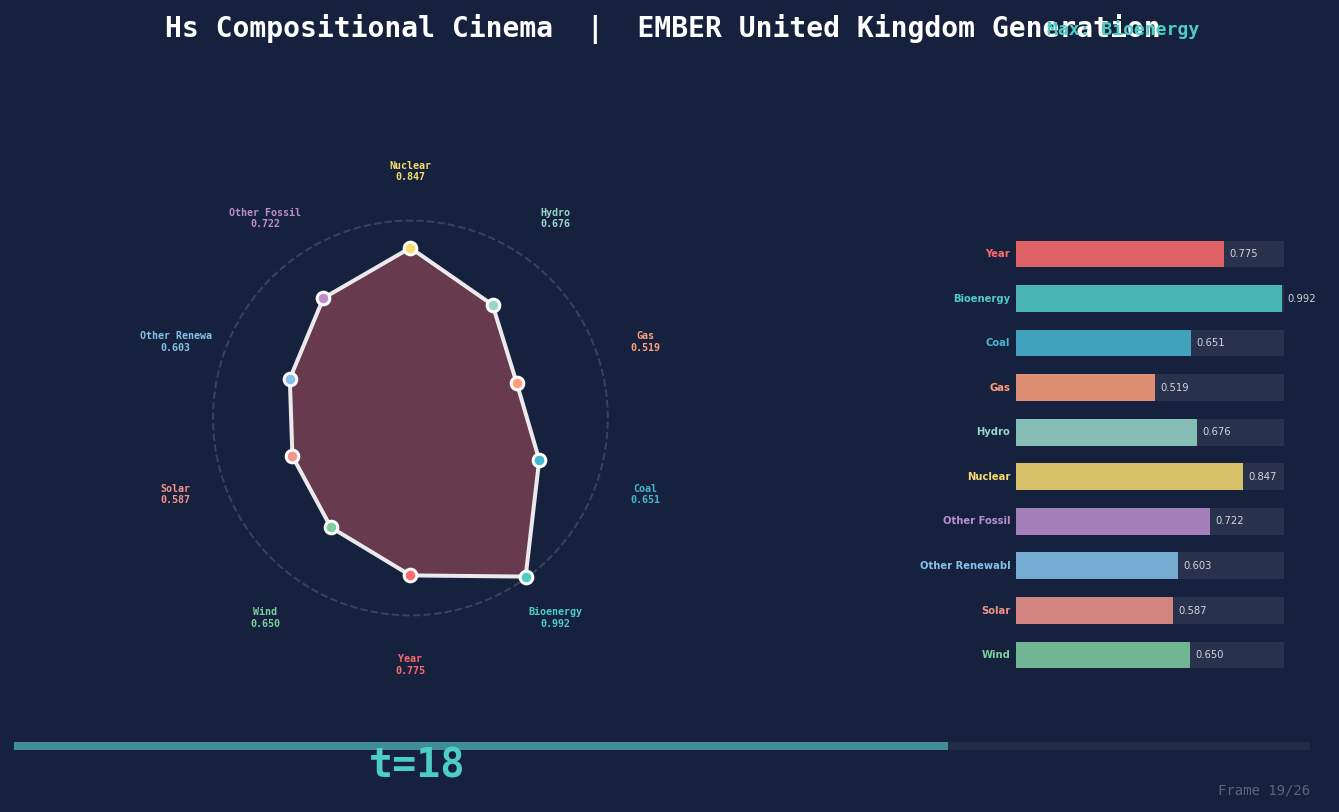 Hs Compositional Cinema | EMBER United Kingdom Generation
Max: Bioenergy
Nuclear
0.847
Other Fossil
0.722
Hydro
0.676
Other Renewa
0.603
Gas
0.519
Solar
0.587
Coal
0.651
Wind
0.650
Bioenergy
0.992
Year
0.775
Year 0.775
Bioenergy 0.992
Coal 0.651
Gas 0.519
Hydro 0.676
Nuclear 0.847
Other Fossil 0.722
Other Renewabl 0.603
Solar 0.587
Wind 0.650
t=18
Frame 19/26